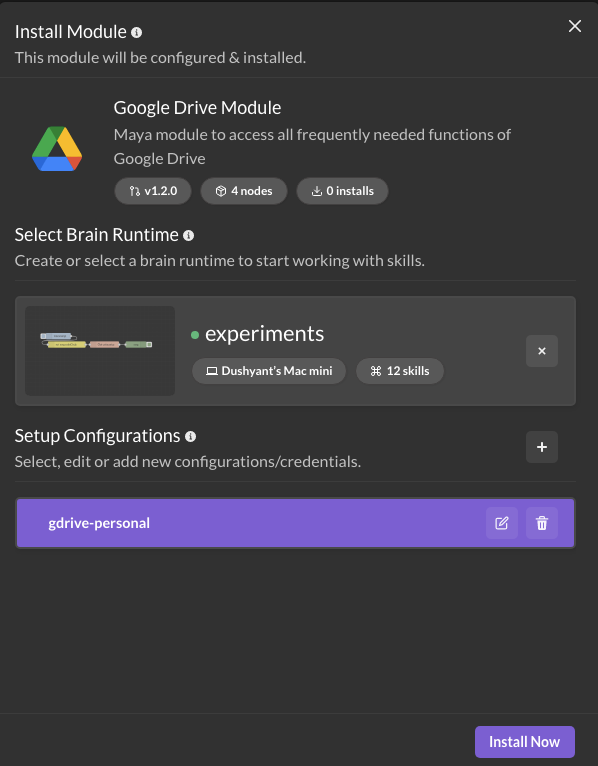 Install Module
This module will be configured & installed.
Google Drive Module
Maya module to access all frequently needed functions of
Google Drive
v1.2.0
4 nodes
0 installs
Select Brain Runtime
Create or select a brain runtime to start working with skills.
experiments
Dushyant's Mac mini
12 skills
Setup Configurations
Select, edit or add new configurations/credentials.
gdrive-personal
Install Now